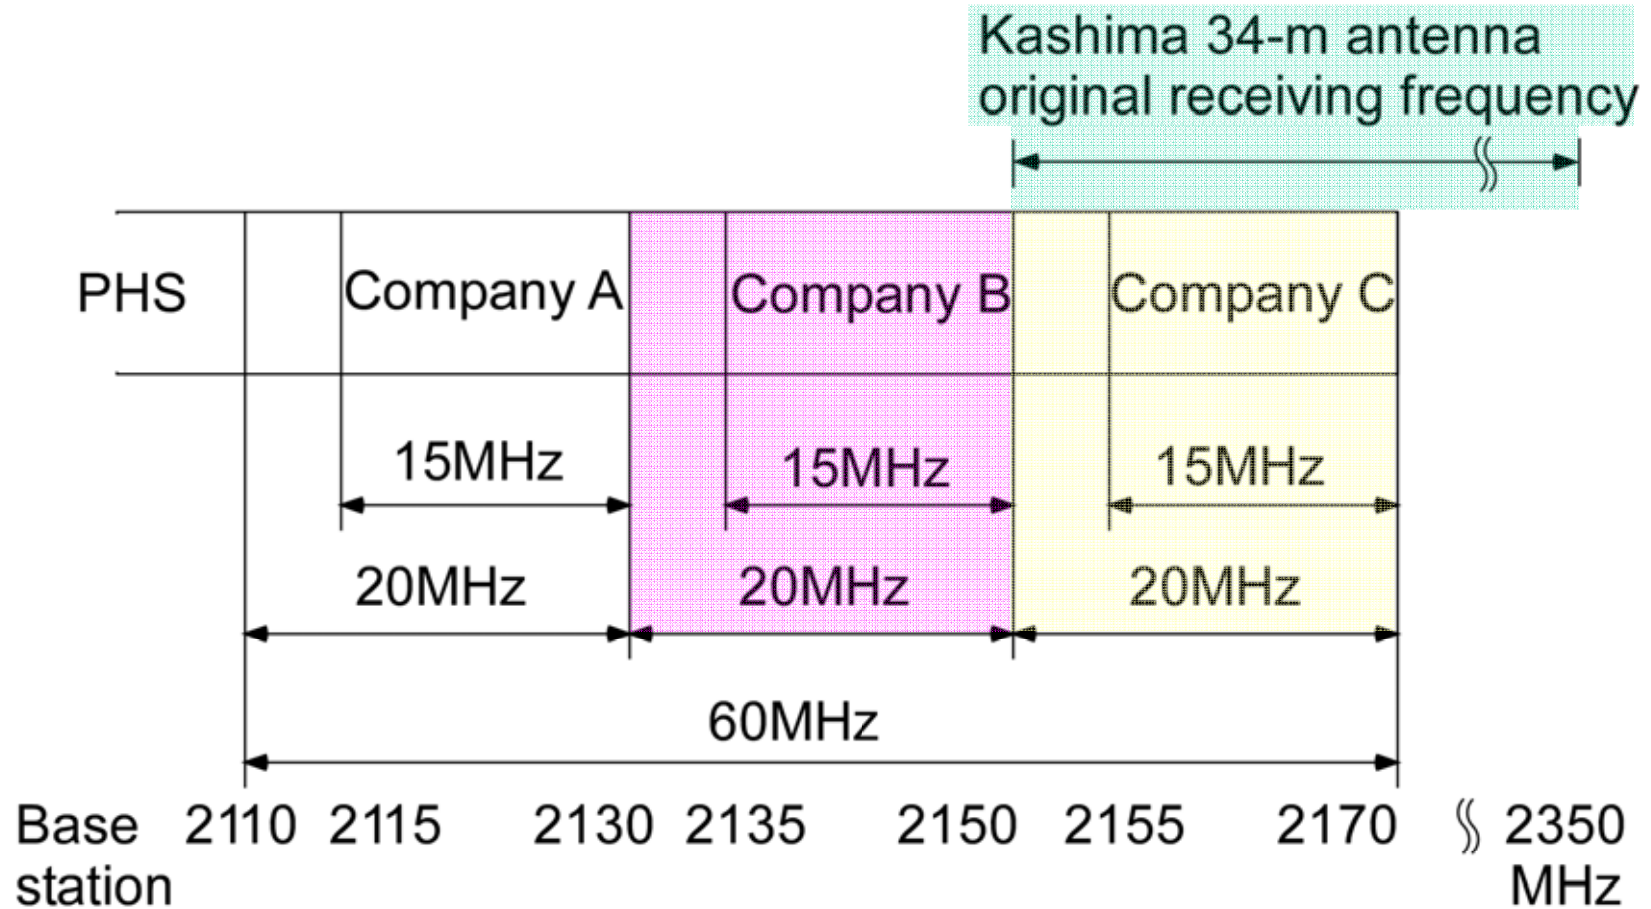 Kashima 34-m antenna
original receiving frequency
PHS
Company A
Company B
Company C
15MHz
15MHz
15MHz
20MHz
20MHz
20MHz
60MHz
Base station
2110
2115
2130
2135
2150
2155
2170
2350
MHz